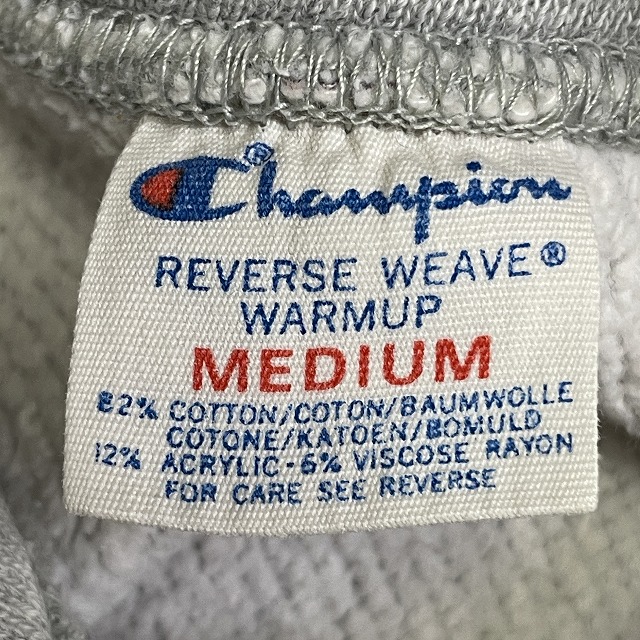 Champion®
REVERSE WEAVE®
WARMUP
MEDIUM
82% COTTON/COTON/BAUMWOLLE
COTONE/KATOEN/BOMULD
12% ACRYLIC-6% VISCOSE RAYON
FOR CARE SEE REVERSE